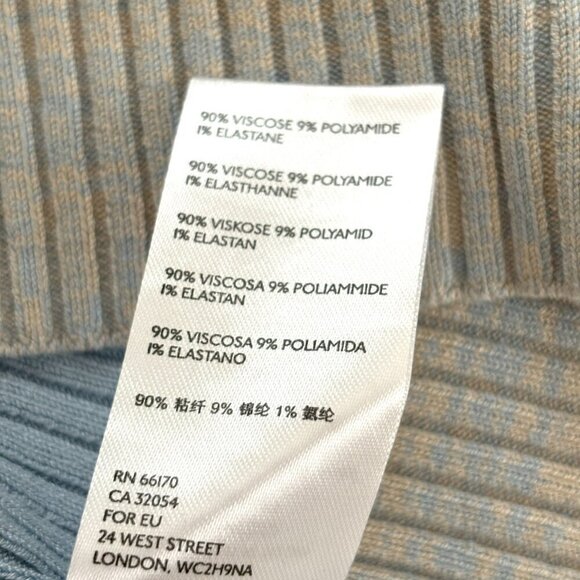 90% VISCOSE 9% POLYAMIDE
1% ELASTANE
90% VISCOSE 9% POLYAMIDE
1% ELASTHANNE
90% VISKOSE 9% POLYAMID
1% ELASTAN
90% VISCOSA 9% POLIAMMIDE
1% ELASTAN
90% VISCOSA 9% POLIAMIDA
1% ELASTANO
90% 粘纤 9% 锦纶 1% 氨纶
RN 66170
CA 32054
FOR EU
24 WEST STREET
LONDON, WC2H9NA